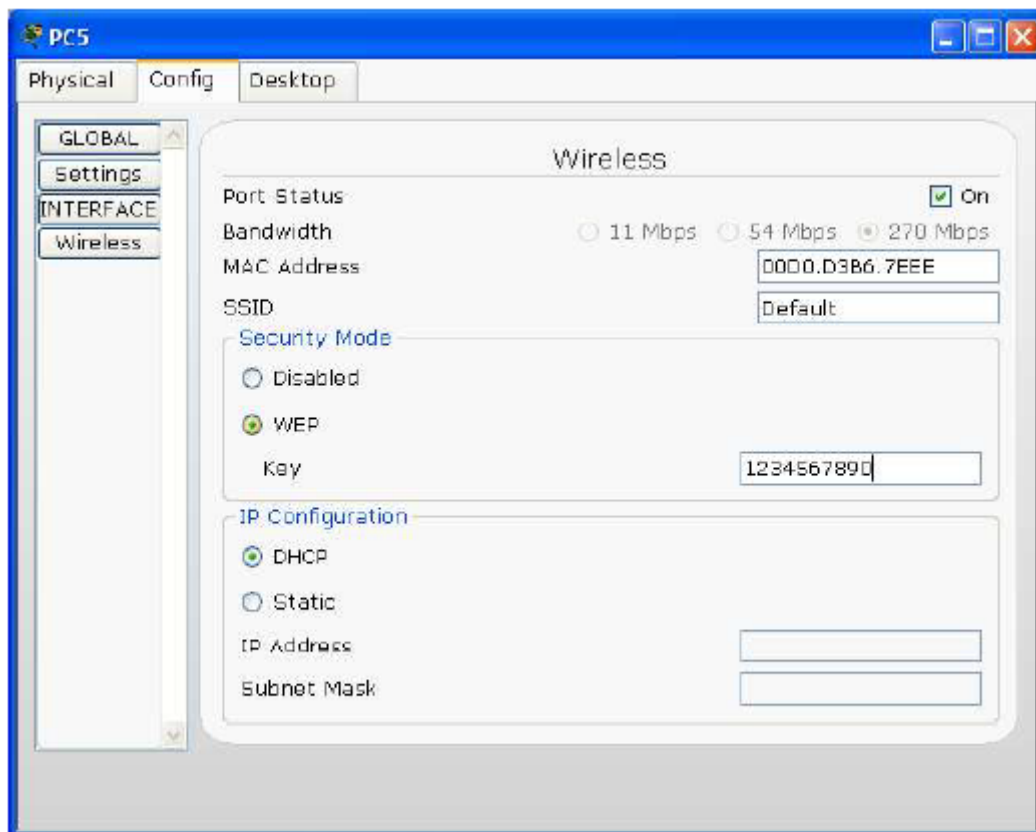 PC5
Physical Config Desktop
GLOBAL
Settings
INTERFACE
Wireless
Wireless
Port Status On
Bandwidth 11 Mbps 54 Mbps 270 Mbps
MAC Address 00D0.D3B6.7EEE
SSID Default
Security Mode
Disabled
WEP
Key 1234567890
IP Configuration
DHCP
Static
IP Address
Subnet Mask